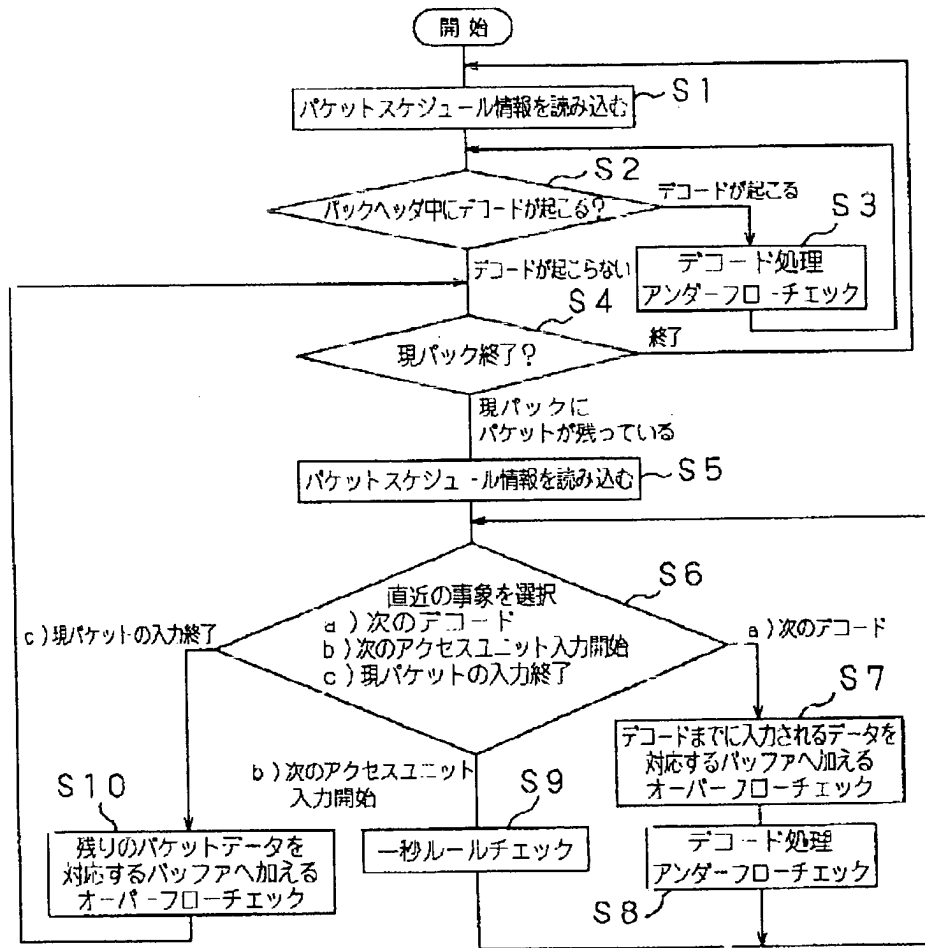 開始
パケットスケジュール情報を読み込む
S1
S2
パックヘッダ中にデコードが起こる?
デコードが起こる
S3
デコード処理
アンダーフローチェック
デコードが起こらない
S4
現パック終了?
終了
現パックに
パケットが残っている
パケットスケジュール情報を読み込む
S5
S6
直近の事象を選択
a)次のデコード
b)次のアクセスユニット入力開始
c)現パケットの入力終了
c)現パケットの入力終了
a)次のデコード
S7
デコードまでに入力されるデータを
対応するバッファへ加える
オーバーフローチェック
b)次のアクセスユニット
入力開始
S10
残りのパケットデータを
対応するバッファへ加える
オーバーフローチェック
S9
一秒ルールチェック
デコード処理
アンダーフローチェック
S8